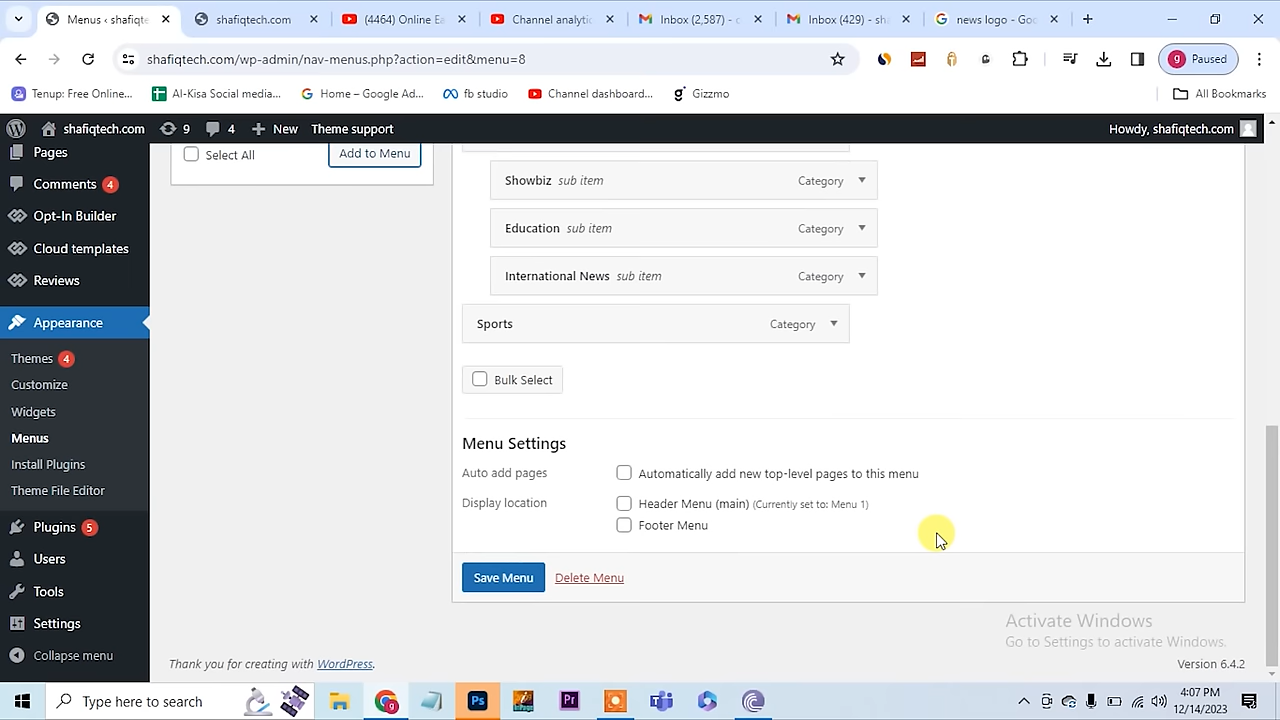 Menus ‹ shafiqtech
shafiqtech.com
(4464) Online Ea
Channel analytic
Inbox (2,587) - c
Inbox (429) - sha
news logo - Goo
shafiqtech.com/wp-admin/nav-menus.php?action=edit&menu=8
g Paused
Tenup: Free Online...
Al-Kisa Social media...
Home – Google Ad...
fb studio
Channel dashboard...
Gizzmo
All Bookmarks
shafiqtech.com 9 4 New Theme support
Howdy, shafiqtech.com
Pages
Comments 4
Opt-In Builder
Cloud templates
Reviews
Appearance
Themes 4
Customize
Widgets
Menus
Install Plugins
Theme File Editor
Plugins 5
Users
Tools
Settings
Collapse menu
Select All
Add to Menu
Showbiz sub item Category
Education sub item Category
International News sub item Category
Sports Category
Bulk Select
Menu Settings
Auto add pages Automatically add new top-level pages to this menu
Display location Header Menu (main) (Currently set to: Menu 1)
Footer Menu
Save Menu Delete Menu
Activate Windows
Go to Settings to activate Windows.
Thank you for creating with WordPress.
Version 6.4.2
Type here to search
Ps
Pr
4:07 PM
12/14/2023